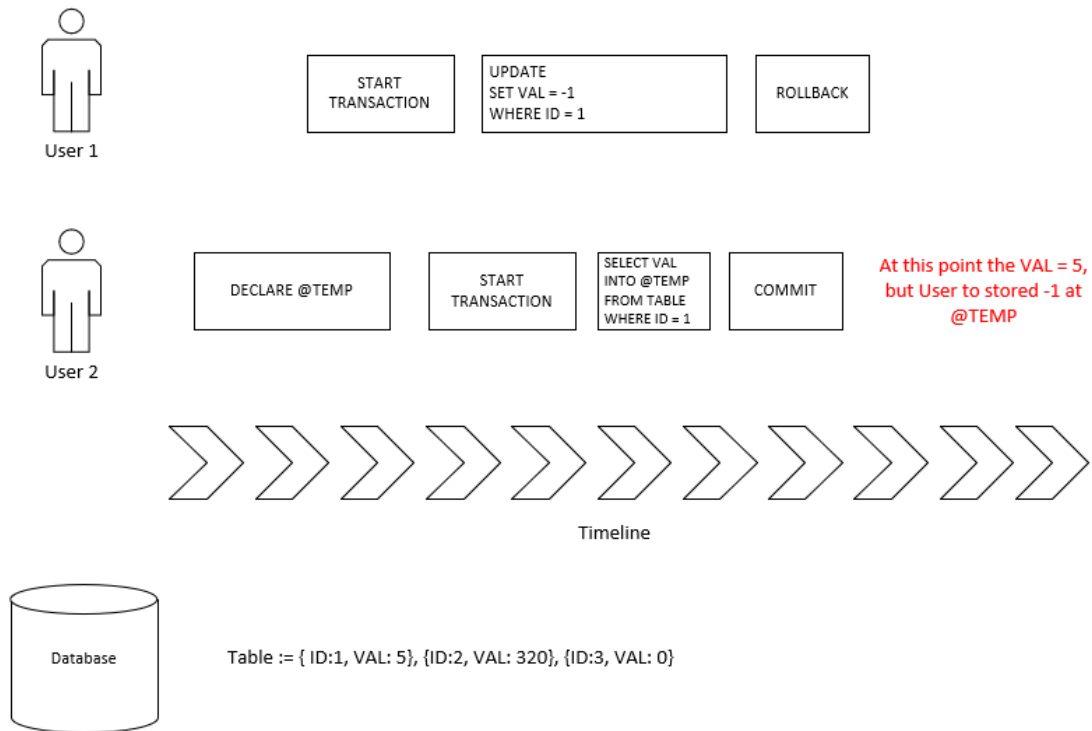 START
TRANSACTION
UPDATE
SET VAL = -1
WHERE ID = 1
ROLLBACK
User 1
DECLARE @TEMP
START
TRANSACTION
SELECT VAL
INTO @TEMP
FROM TABLE
WHERE ID = 1
COMMIT
At this point the VAL = 5,
but User to stored -1 at
@TEMP
User 2
Timeline
Database
Table := { ID:1, VAL: 5}, {ID:2, VAL: 320}, {ID:3, VAL: 0}